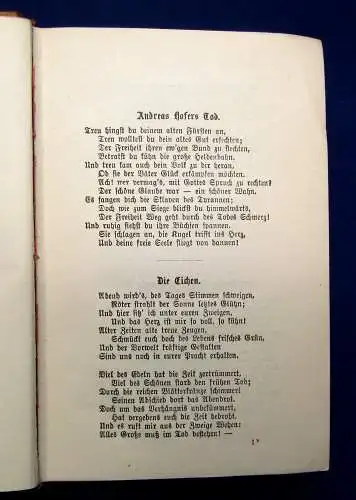 Andreas Hofers Tod.
Treu hingst du deinem alten Fürsten an,
Treu wolltest du dein altes Gut erfechten;
Der Freiheit ihren ew'gen Bund zu flechten,
Betratst du kühn die große Heldenbahn.
Und treu kam auch dein Volk zu dir heran,
Ob sie der Väter Glück erkämpfen möchten.
Ach! wer vermag's, mit Gottes Spruch zu rechten!
Der schöne Glaube war — ein schöner Wahn.
Es fangen dich die Sklaven des Tyrannen;
Doch wie zum Siege blickst du himmelwärts,
Der Freiheit Weg geht durch des Todes Schmerz!
Und ruhig siehst du ihre Büchsen spannen.
Sie schlagen an, die Kugel trifft ins Herz,
Und deine freie Seele fliegt von dannen!
Die Eichen.
Abend wird's, des Tages Stimmen schweigen,
Röter strahlt der Sonne letztes Glühn;
Und hier sitz' ich unter euren Zweigen,
Und das Herz ist mir so voll, so kühn!
Alter Zeiten alte treue Zeugen,
Schmückt euch doch des Lebens frisches Grün,
Und der Vorwelt kräftige Gestalten
Sind uns noch in eurer Pracht erhalten.
Viel des Edeln hat die Zeit zertrümmert,
Viel des Schönen starb den frühen Tod;
Durch die reichen Blätterkränze schimmert
Seinen Abschied dort das Abendrot.
Doch um das Verhängnis unbekümmert,
Hat vergebens euch die Zeit bedroht,
Und es ruft mir aus der Zweige Wehen:
Alles Große muß im Tod bestehen! —
1*